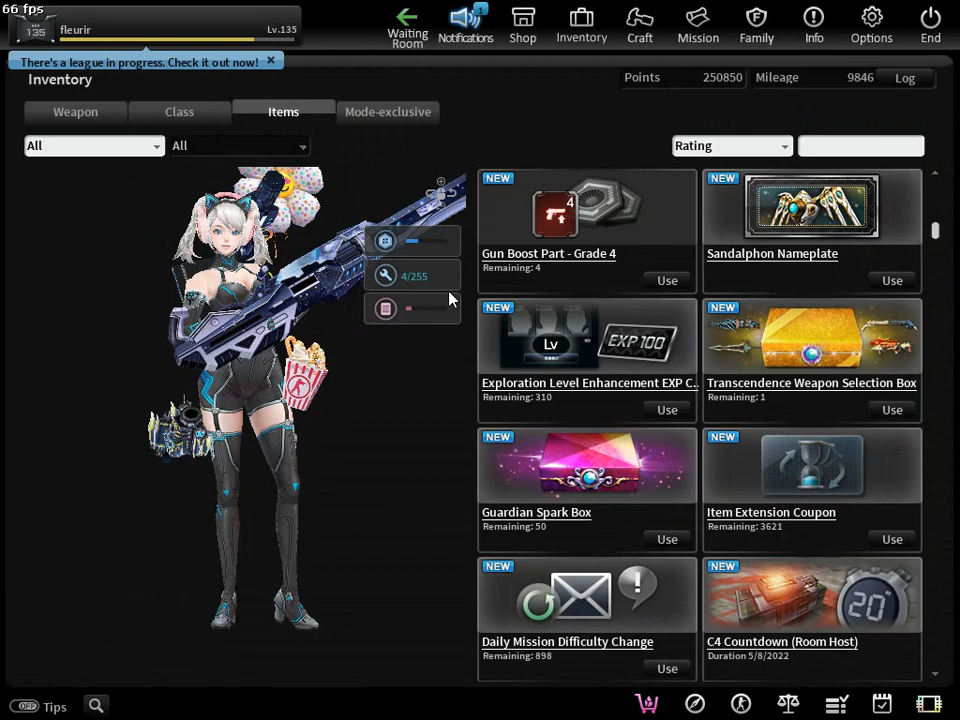 66 fps
135
fleurir
Lv.135
Waiting
Room
1
Notifications
Shop
Inventory
Craft
Mission
Family
Info
Options
End
There's a league in progress. Check it out now!
Inventory
Points 250850
Mileage 9846
Log
Weapon
Class
Items
Mode-exclusive
All
All
Rating
4/255
NEW
4
Gun Boost Part - Grade 4
Remaining: 4
Use
NEW
Sandalphon Nameplate
Use
NEW
Lv
EXP 100
Exploration Level Enhancement EXP C..
Remaining: 310
Use
NEW
Transcendence Weapon Selection Box
Remaining: 1
Use
NEW
Guardian Spark Box
Remaining: 50
Use
NEW
Item Extension Coupon
Remaining: 3621
Use
NEW
Daily Mission Difficulty Change
Remaining: 898
Use
NEW
20"
C4 Countdown (Room Host)
Duration 5/8/2022
OFF
Tips